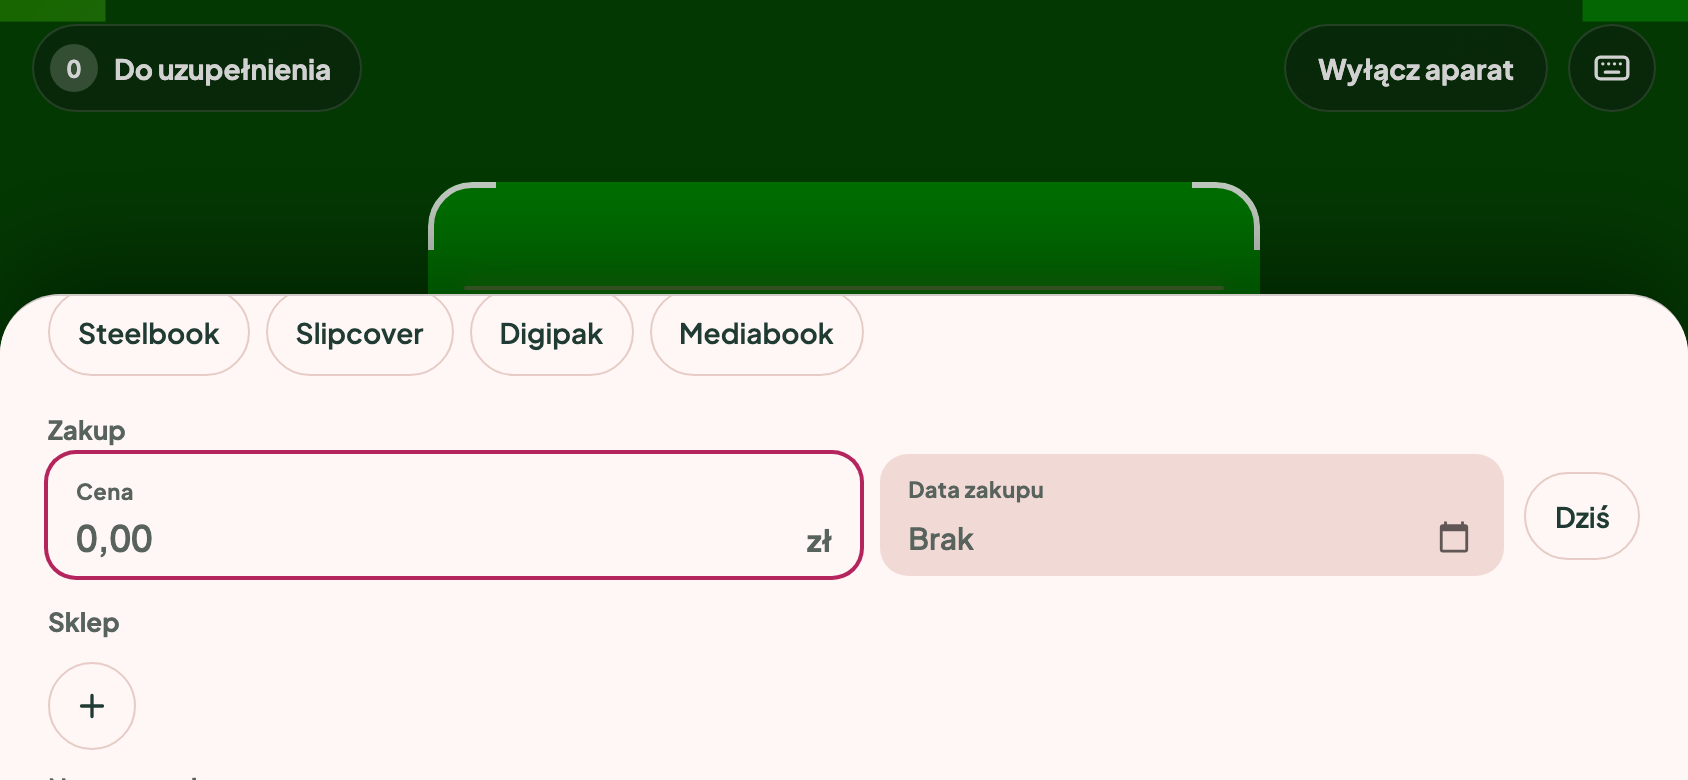 0 Do uzupełnienia
Wyłącz aparat
Steelbook Slipcover Digipak Mediabook
Zakup
Cena
0,00 zł
Data zakupu
Brak
Dziś
Sklep